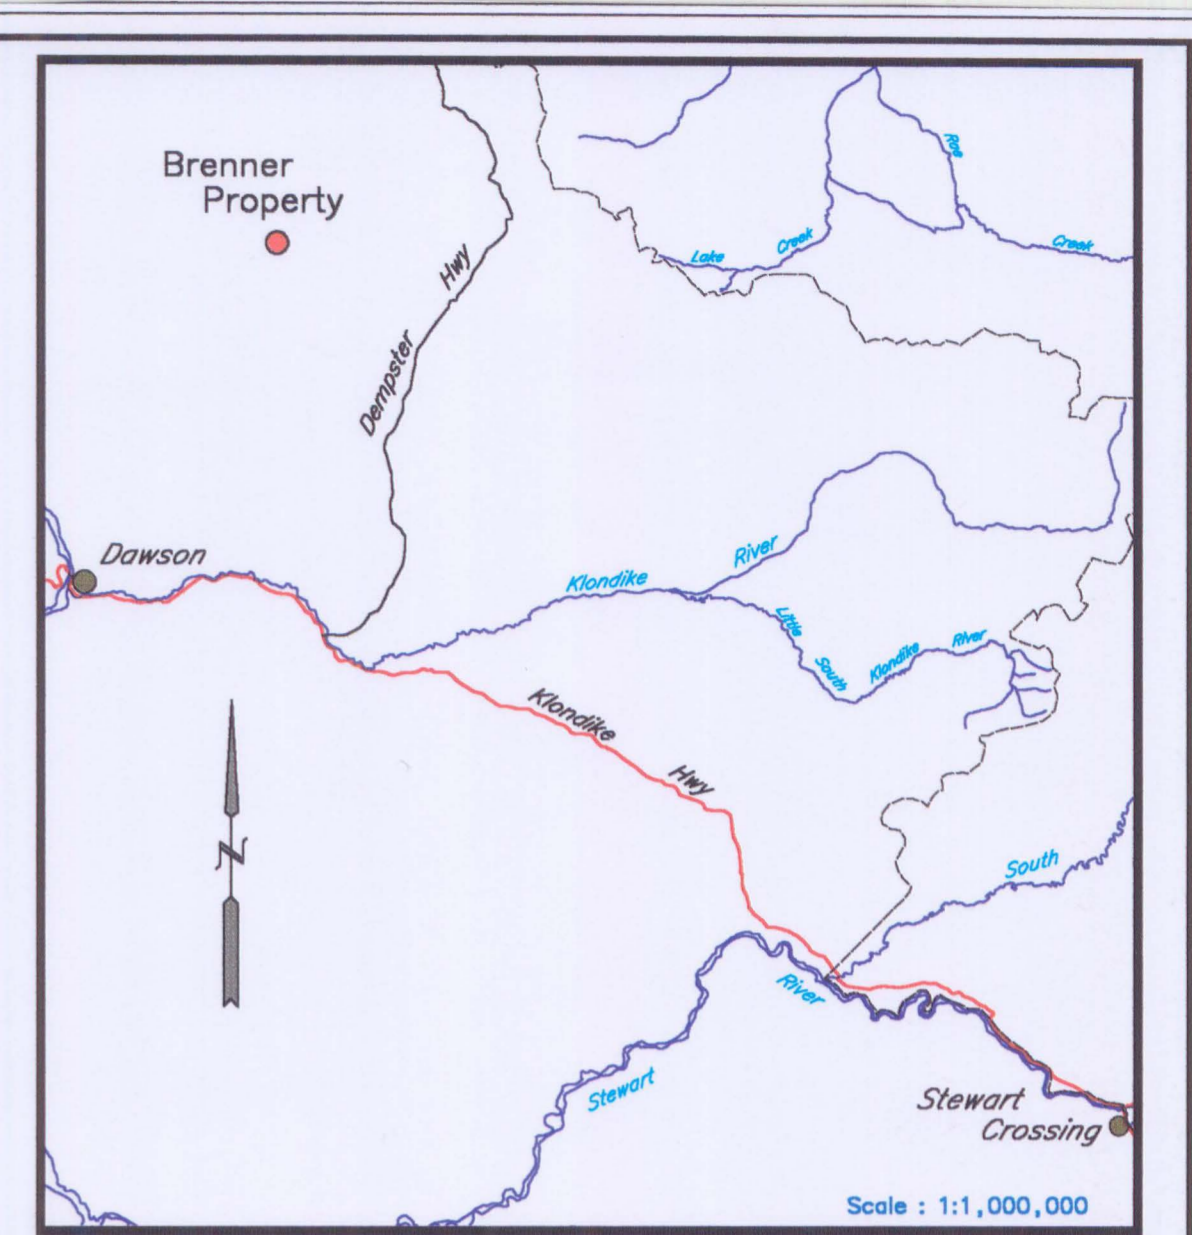 Brenner
Property
Roe
Creek
Lake
Creek
Dempster
Hwy
Dawson
River
Klondike
Little
South
Klondike
River
Klondike
Hwy
N
South
River
Stewart
Stewart
Crossing
Scale : 1:1,000,000